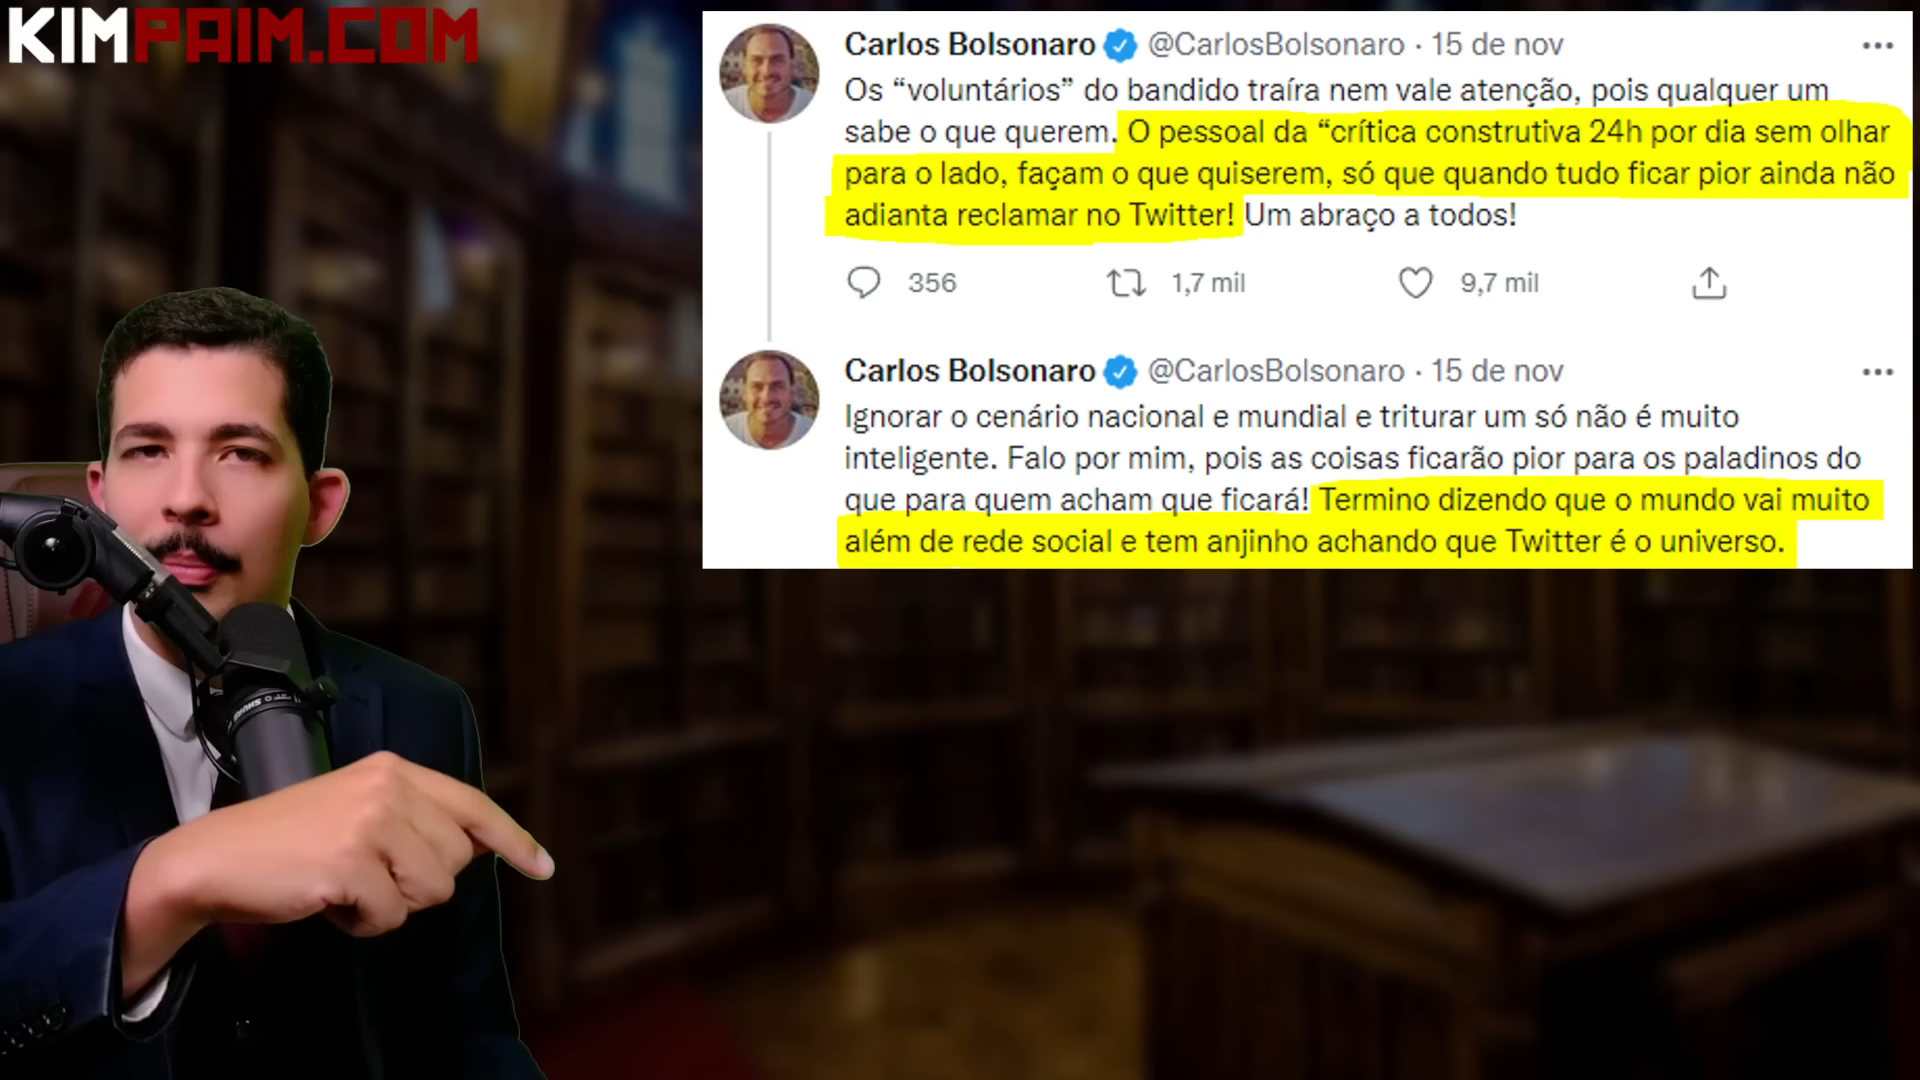 KIMPAIM.COM
Carlos Bolsonaro @CarlosBolsonaro · 15 de nov
Os “voluntários” do bandido traíra nem vale atenção, pois qualquer um
sabe o que querem. O pessoal da “crítica construtiva 24h por dia sem olhar
para o lado, façam o que quiserem, só que quando tudo ficar pior ainda não
adianta reclamar no Twitter! Um abraço a todos!
356 1,7 mil 9,7 mil
Carlos Bolsonaro @CarlosBolsonaro · 15 de nov
Ignorar o cenário nacional e mundial e triturar um só não é muito
inteligente. Falo por mim, pois as coisas ficarão pior para os paladinos do
que para quem acham que ficará! Termino dizendo que o mundo vai muito
além de rede social e tem anjinho achando que Twitter é o universo.
SHURE